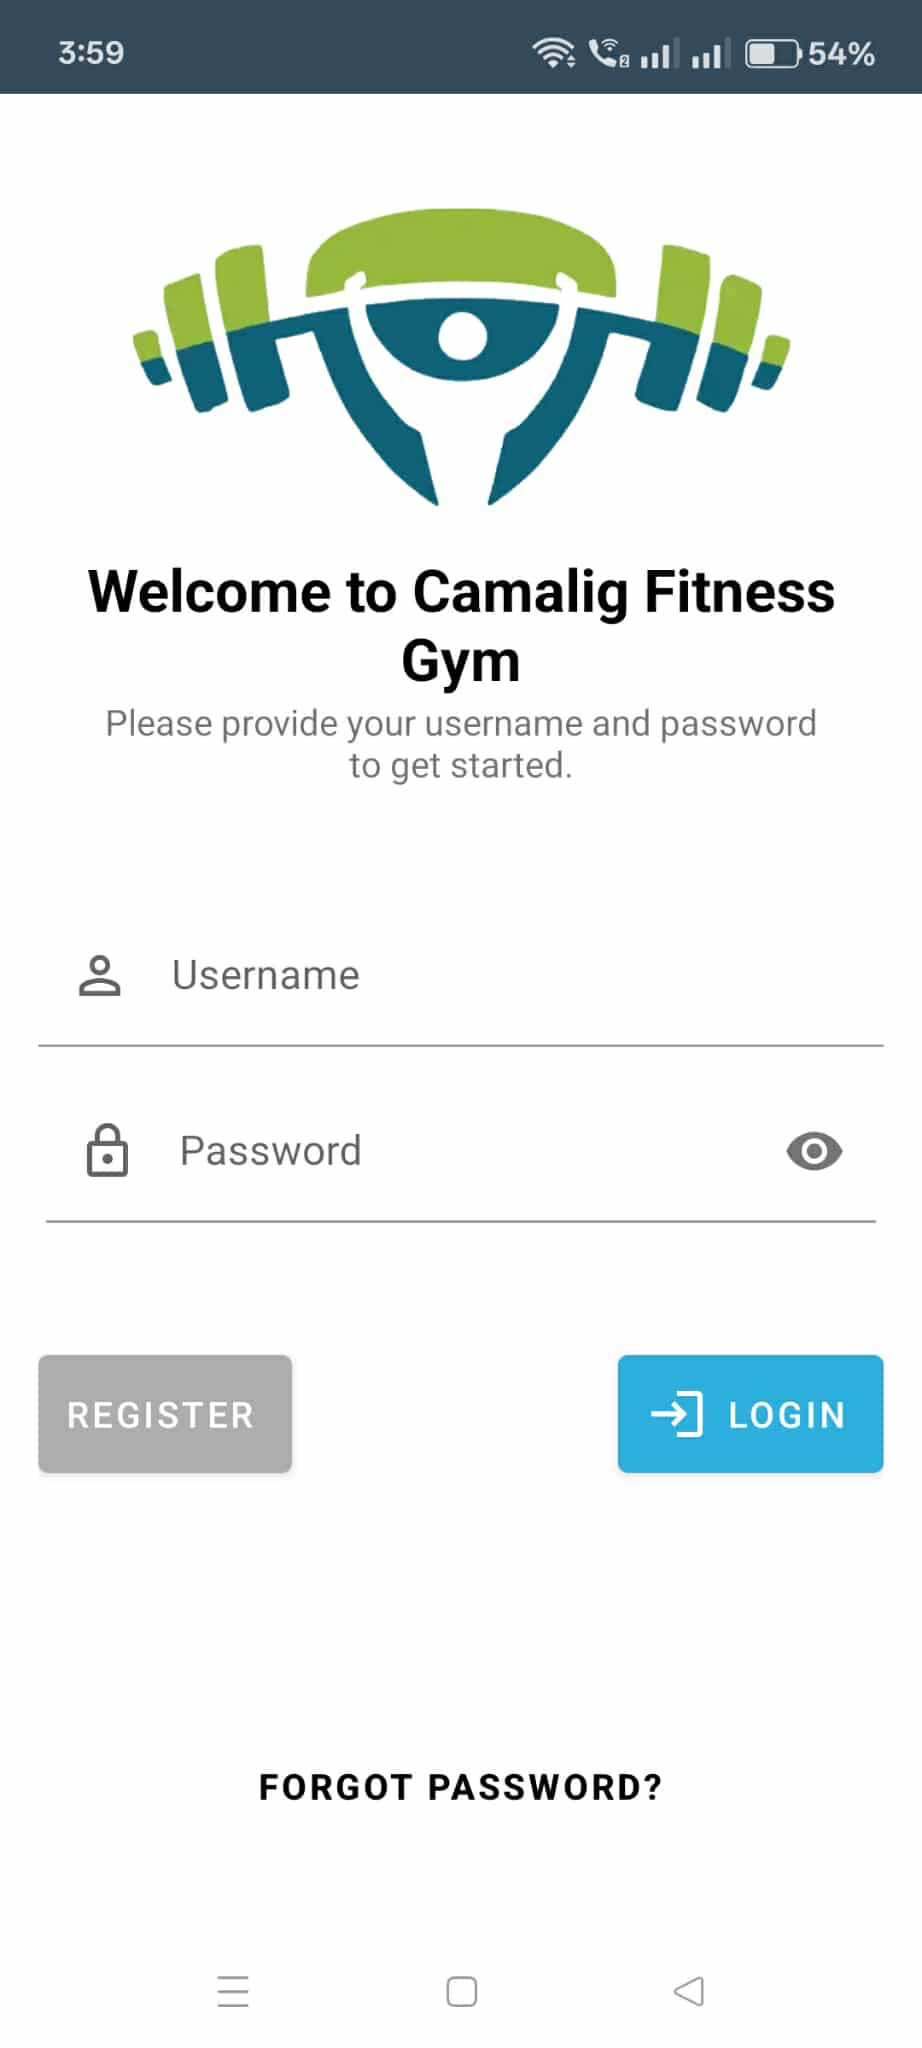 3:59
2
54%
Welcome to Camalig Fitness
Gym
Please provide your username and password
to get started.
Username
Password
REGISTER
LOGIN
FORGOT PASSWORD?